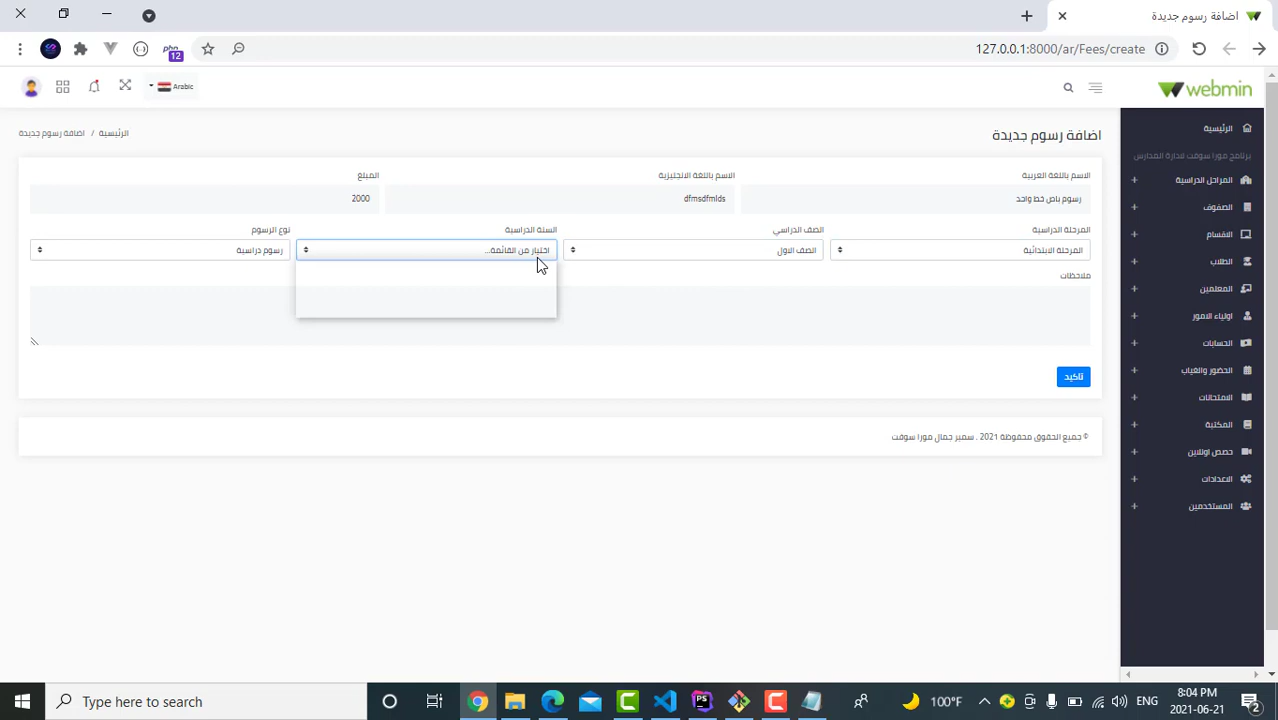 اضافة رسوم جديدة
127.0.0.1:8000/ar/Fees/create
php
12
webmin
Arabic
الرئيسية
برنامج مورا سوفت لادارة المدارس
المراحل الدراسية
الصفوف
الاقسام
الطلاب
المعلمين
اولياء الامور
الحسابات
الحضور والغياب
الامتحانات
المكتبة
حصص اونلاين
الاعدادات
المستخدمين
اضافة رسوم جديدة
الرئيسية / اضافة رسوم جديدة
الاسم باللغة العربية
الاسم باللغة الانجليزية
المبلغ
رسوم باص خط واحد
dfmsdfmlds
2000
المرحلة الدراسية
الصف الدراسي
السنة الدراسية
نوع الرسوم
المرحلة الابتدائية
الصف الاول
اختيار من القائمة...
رسوم دراسية
ملاحظات
تاكيد
© جميع الحقوق محفوظة 2021 . سمير جمال مورا سوفت
Type here to search
PS
100°F
ENG
8:04 PM
2021-06-21
2